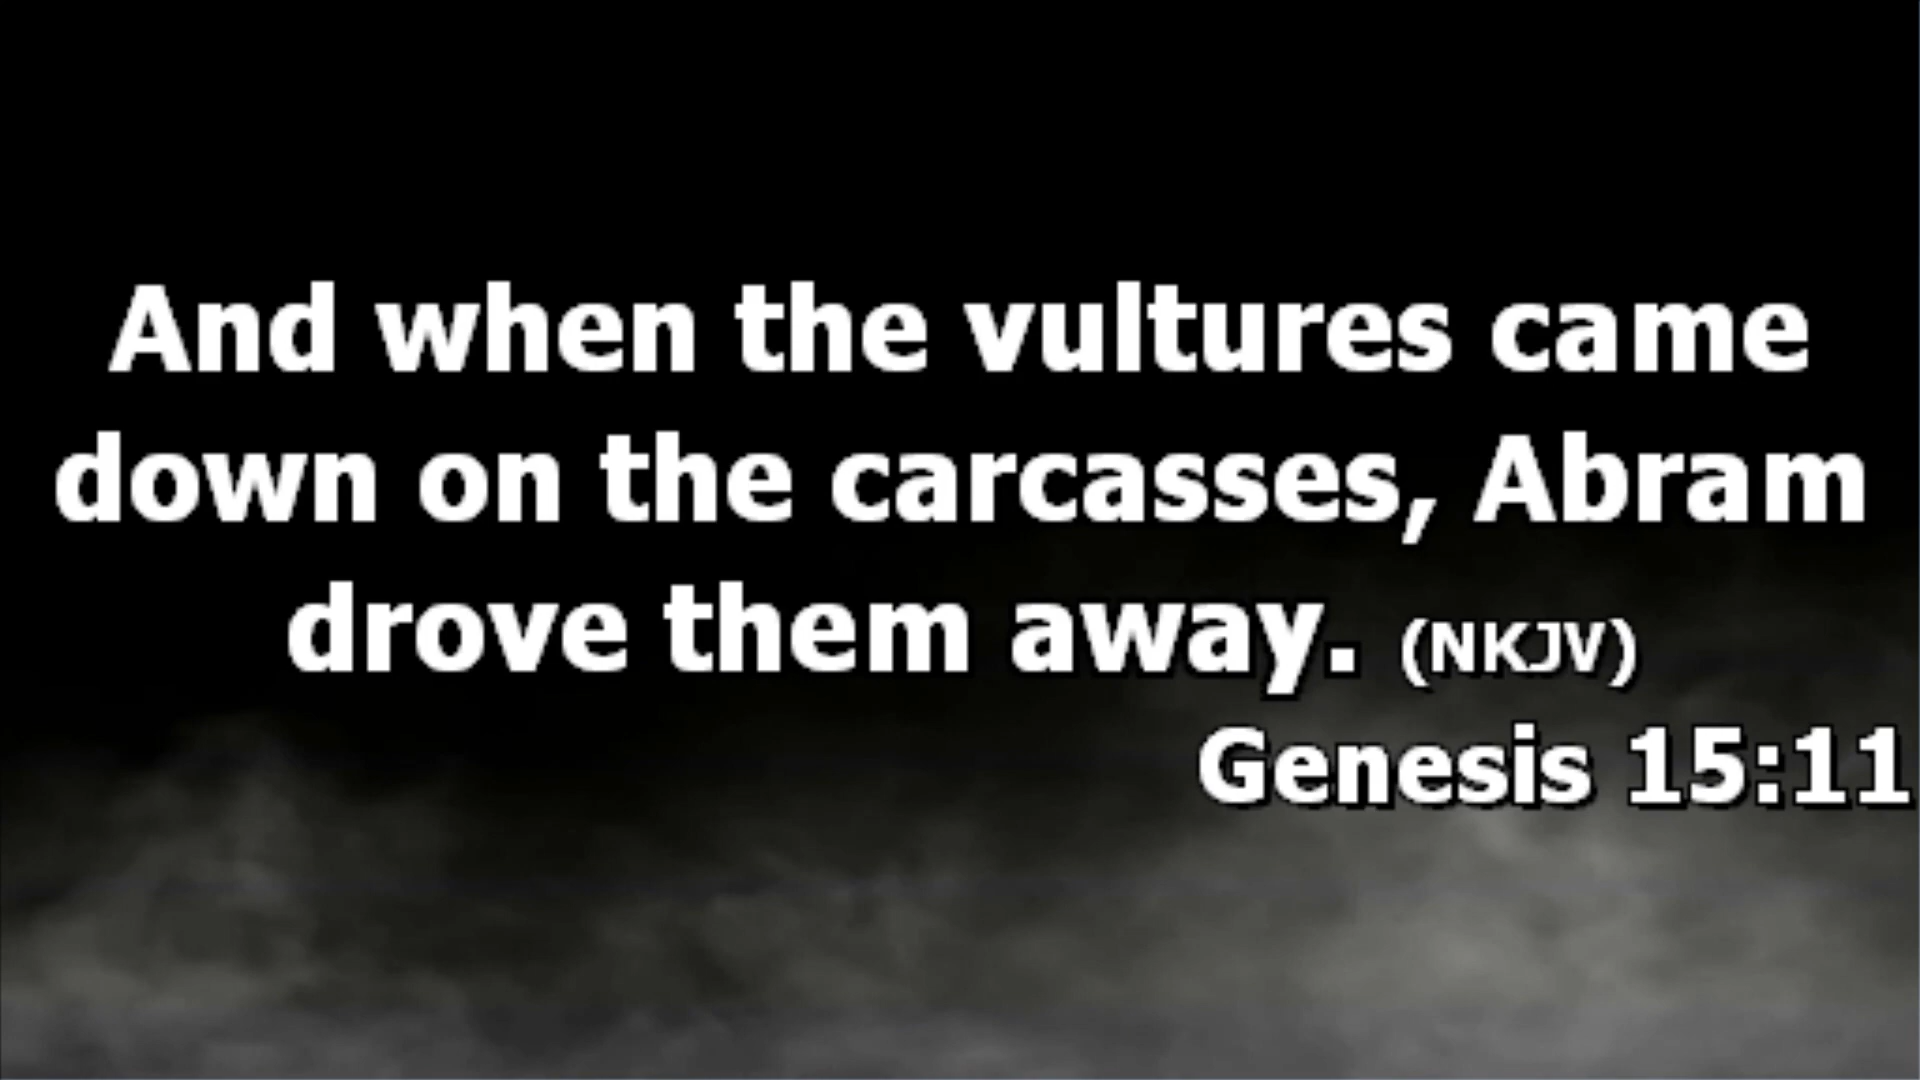 And when the vultures came
down on the carcasses, Abram
drove them away. (NKJV)
Genesis 15:11